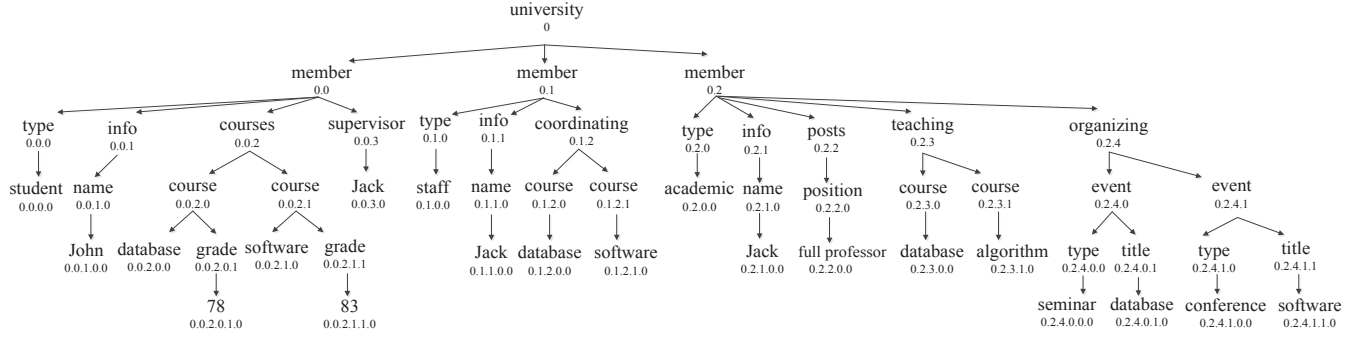 university
0
member member member
0.0 0.1 0.2
type info courses supervisor type info coordinating type info posts teaching organizing
0.0.0 0.0.1 0.0.2 0.0.3 0.1.0 0.1.1 0.1.2 0.2.0 0.2.1 0.2.2 0.2.3 0.2.4
student name course course Jack staff name course course academic name position course course event event
0.0.0.0 0.0.1.0 0.0.2.0 0.0.2.1 0.0.3.0 0.1.0.0 0.1.1.0 0.1.2.0 0.1.2.1 0.2.0.0 0.2.1.0 0.2.2.0 0.2.3.0 0.2.3.1 0.2.4.0 0.2.4.1
John database grade software grade Jack database software Jack full professor database algorithm type title type title
0.0.1.0.0 0.0.2.0.0 0.0.2.0.1 0.0.2.1.0 0.0.2.1.1 0.1.1.0.0 0.1.2.0.0 0.1.2.1.0 0.2.1.0.0 0.2.2.0.0 0.2.3.0.0 0.2.3.1.0 0.2.4.0.0 0.2.4.0.1 0.2.4.1.0 0.2.4.1.1
78 83 seminar database conference software
0.0.2.0.1.0 0.0.2.1.1.0 0.2.4.0.0.0 0.2.4.0.1.0 0.2.4.1.0.0 0.2.4.1.1.0